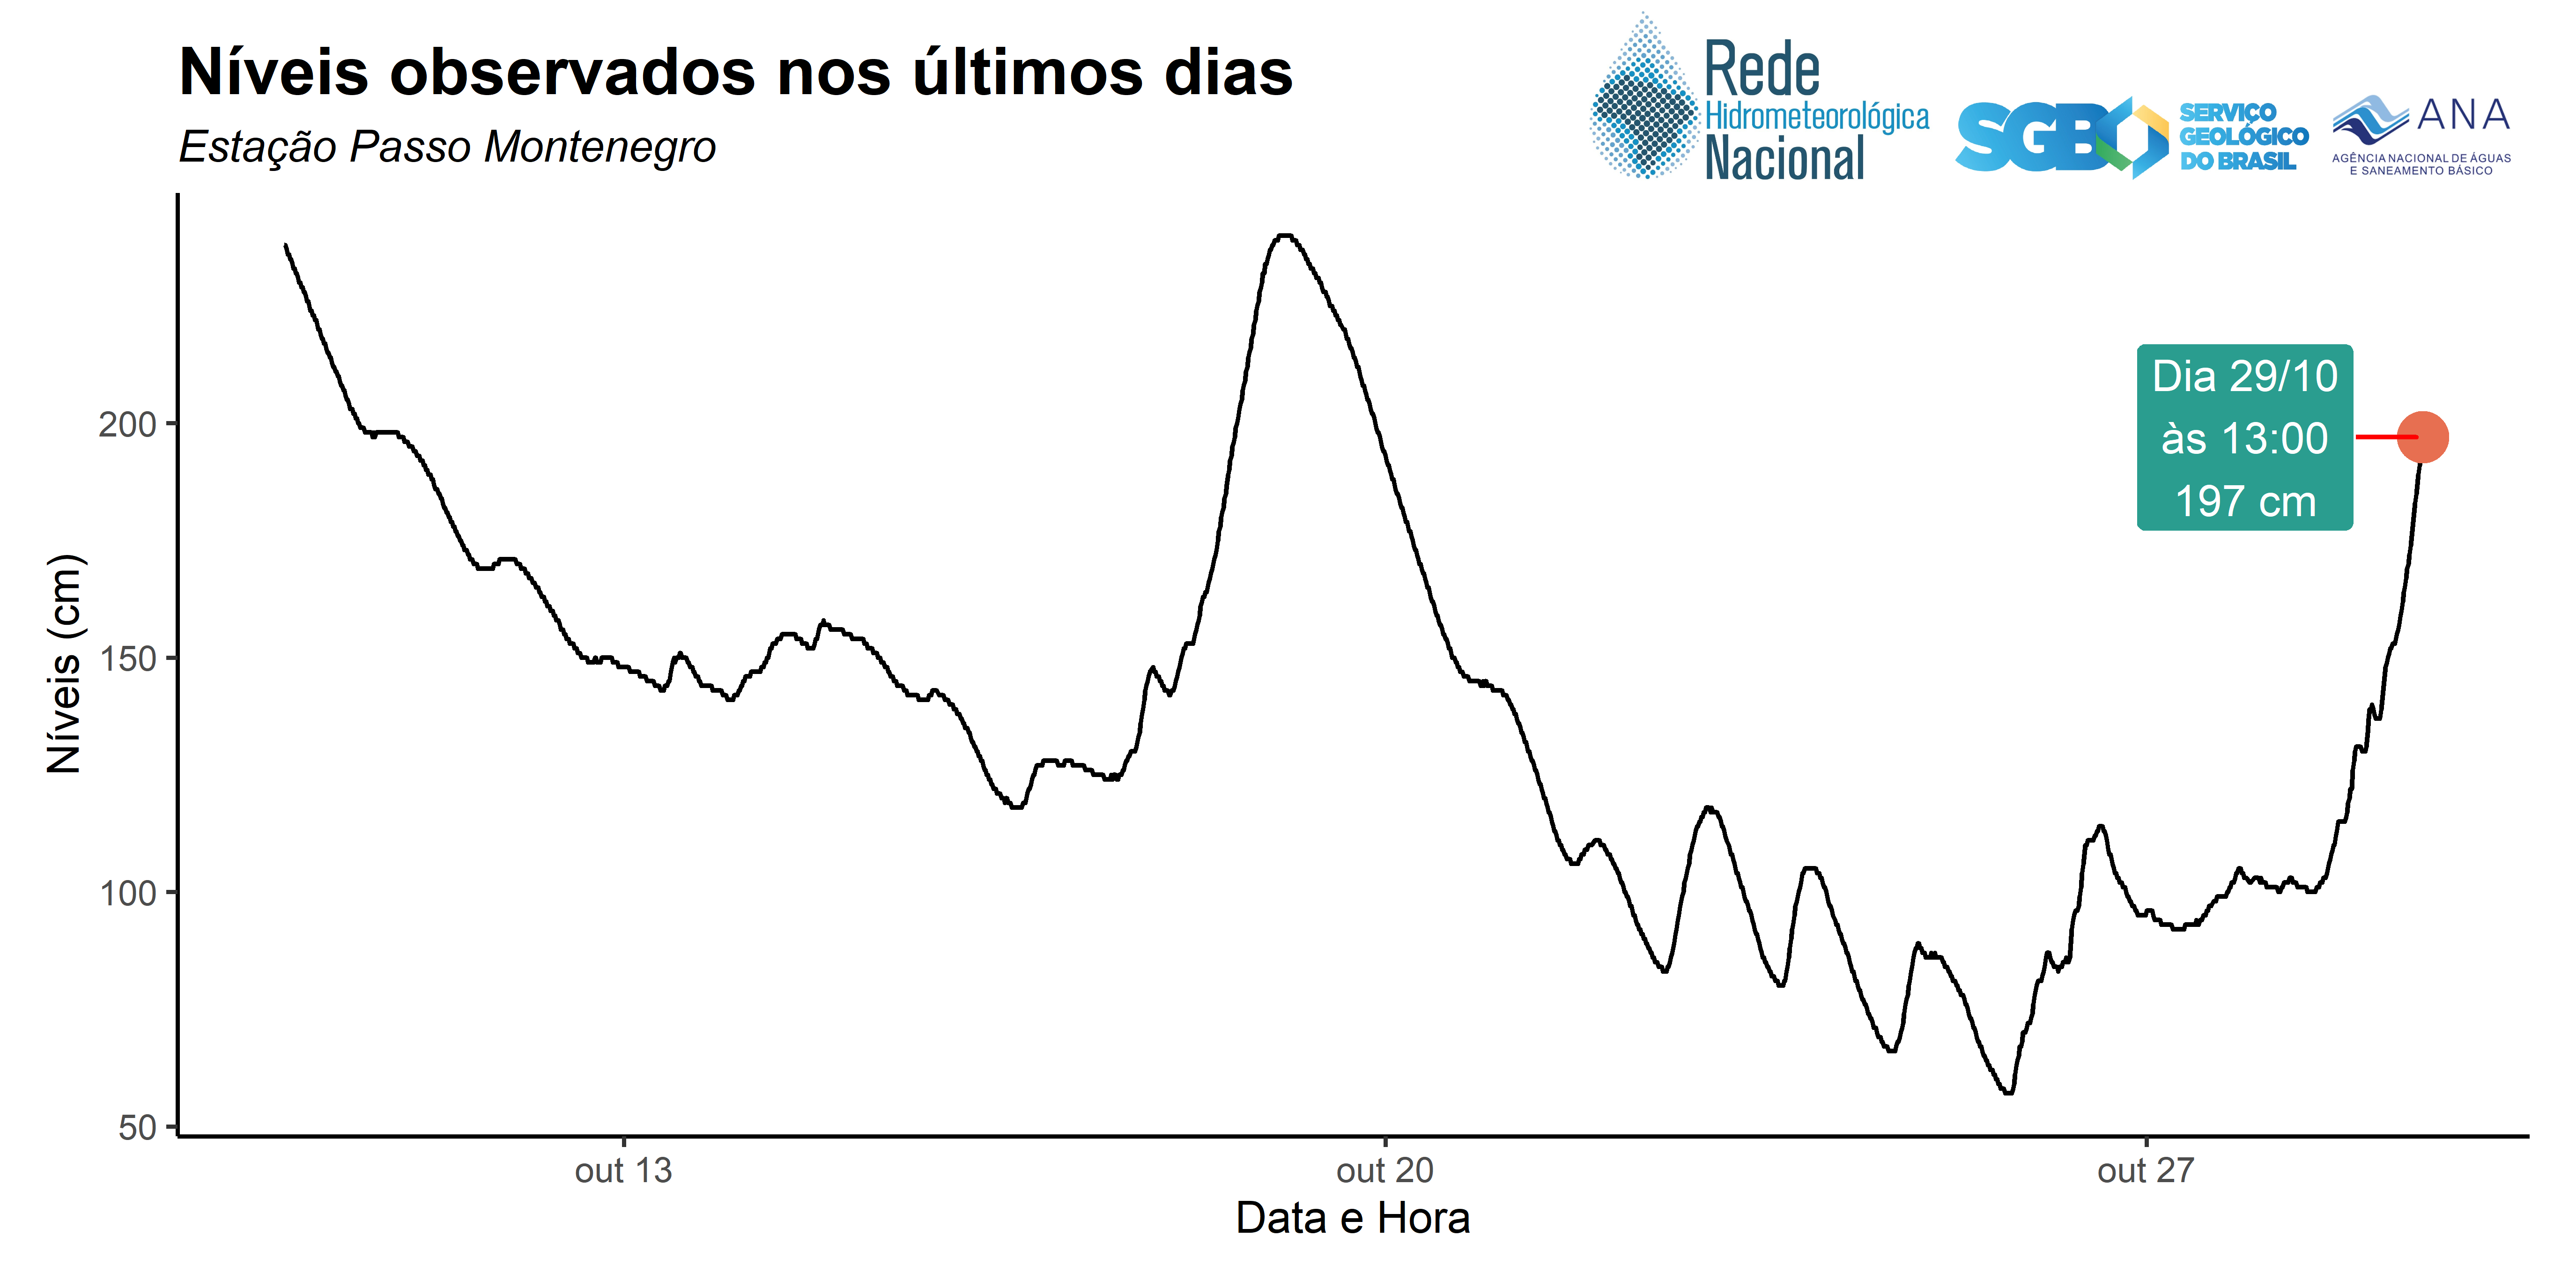 Níveis observados nos últimos dias
Estação Passo Montenegro
Rede
Hidrometeorológica
Nacional
SGB
SERVIÇO
GEOLÓGICO
DO BRASIL
ANA
AGÊNCIA NACIONAL DE ÁGUAS
E SANEAMENTO BÁSICO
Níveis (cm)
200
150
100
50
Dia 29/10
às 13:00
197 cm
out 13
out 20
out 27
Data e Hora